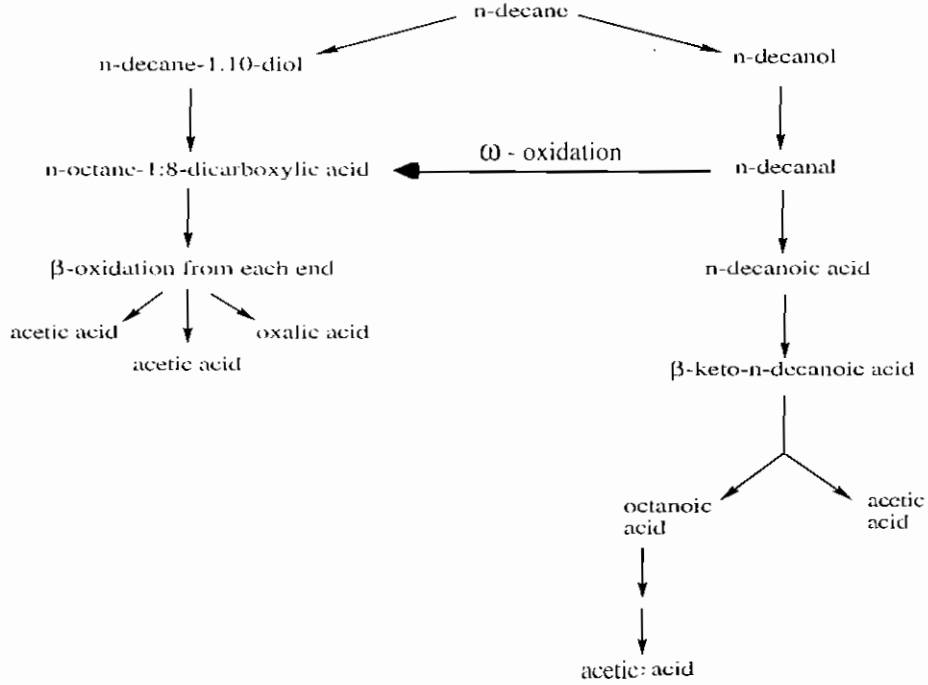 n-decane
n-decane-1.10-diol
n-decanol
n-octane-1:8-dicarboxylic acid
ω - oxidation
n-decanal
β-oxidation from each end
n-decanoic acid
acetic acid
oxalic acid
acetic acid
β-keto-n-decanoic acid
octanoic
acid
acetic
acid
acetic: acid